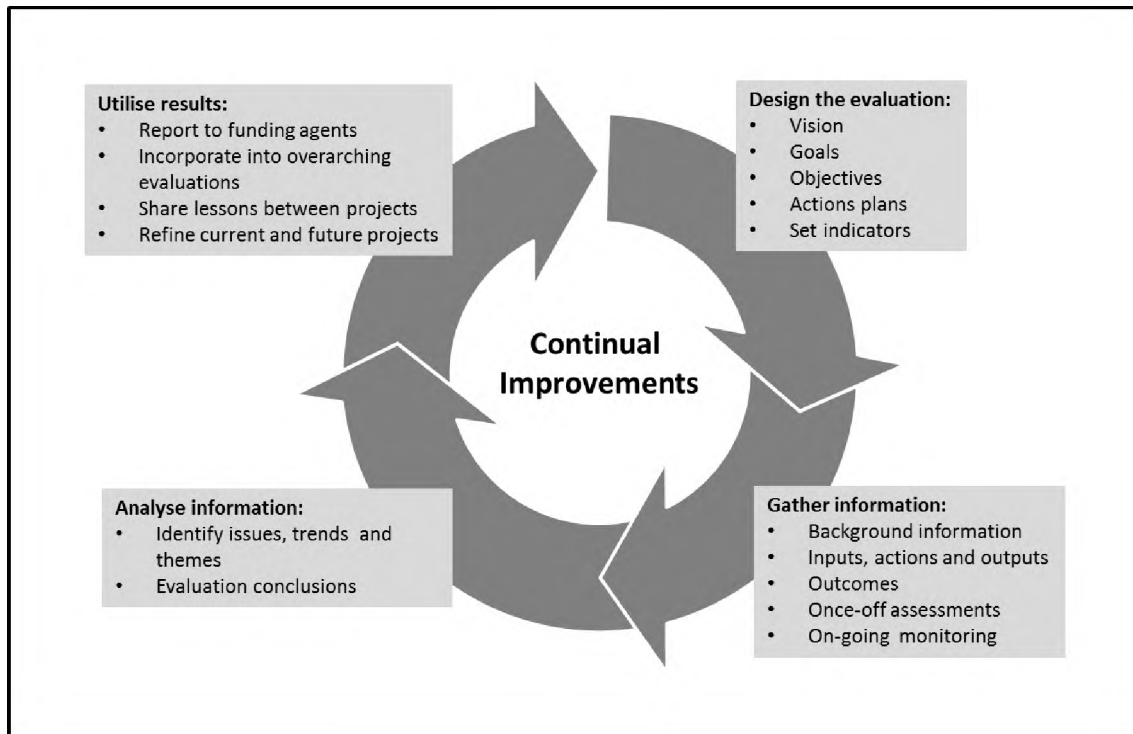 Utilise results:
• Report to funding agents
• Incorporate into overarching
evaluations
• Share lessons between projects
• Refine current and future projects
Design the evaluation:
• Vision
• Goals
• Objectives
• Actions plans
• Set indicators
Continual
Improvements
Analyse information:
• Identify issues, trends and
themes
• Evaluation conclusions
Gather information:
• Background information
• Inputs, actions and outputs
• Outcomes
• Once-off assessments
• On-going monitoring